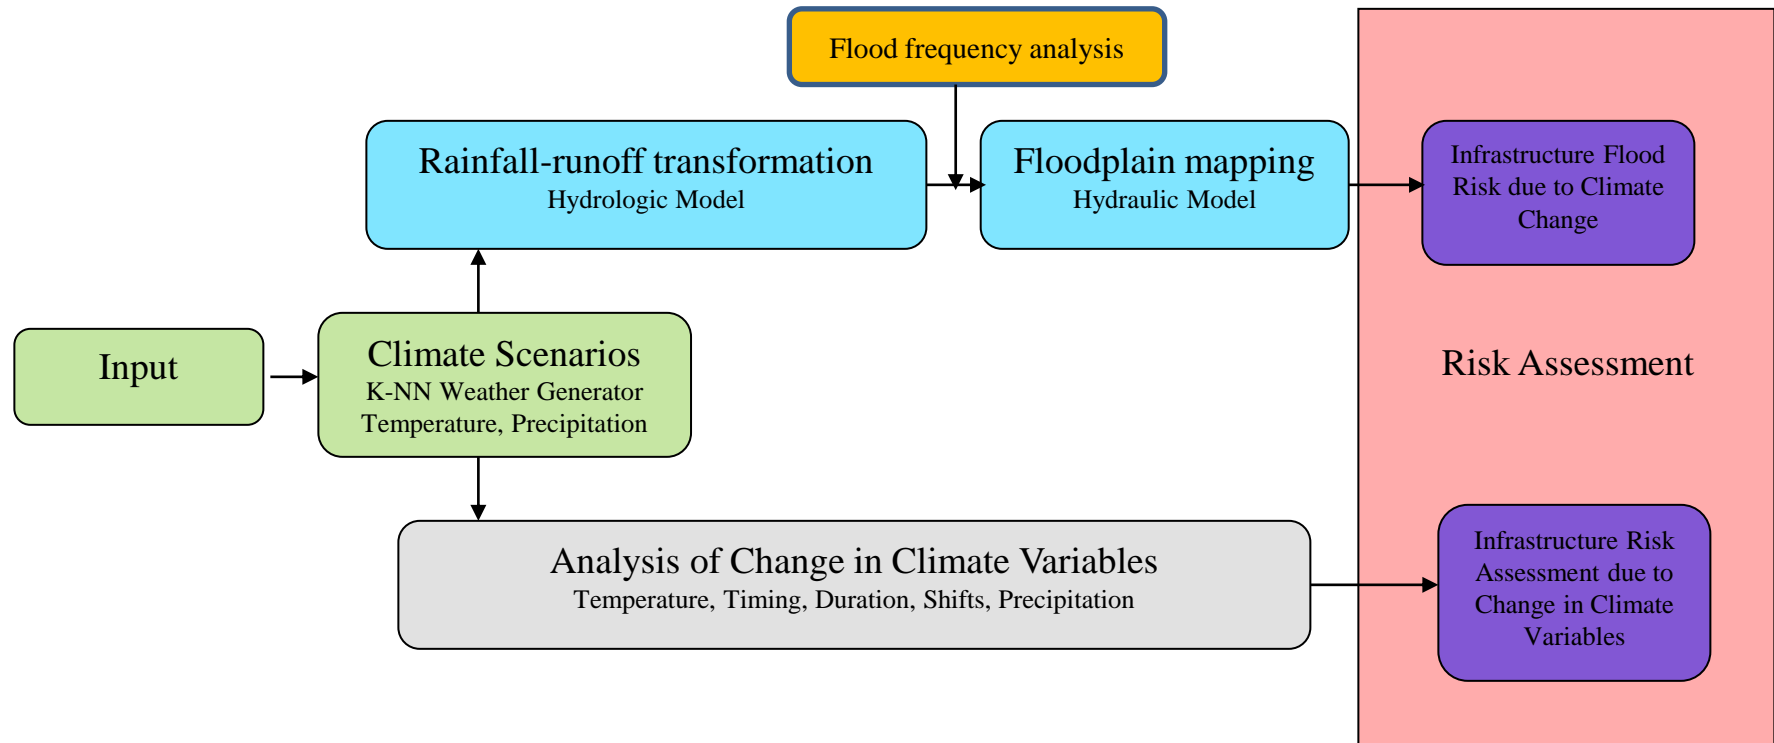 Flood frequency analysis
Rainfall-runoff transformation
Hydrologic Model
Floodplain mapping
Hydraulic Model
Infrastructure Flood
Risk due to Climate
Change
Input
Climate Scenarios
K-NN Weather Generator
Temperature, Precipitation
Risk Assessment
Analysis of Change in Climate Variables
Temperature, Timing, Duration, Shifts, Precipitation
Infrastructure Risk
Assessment due to
Change in Climate
Variables